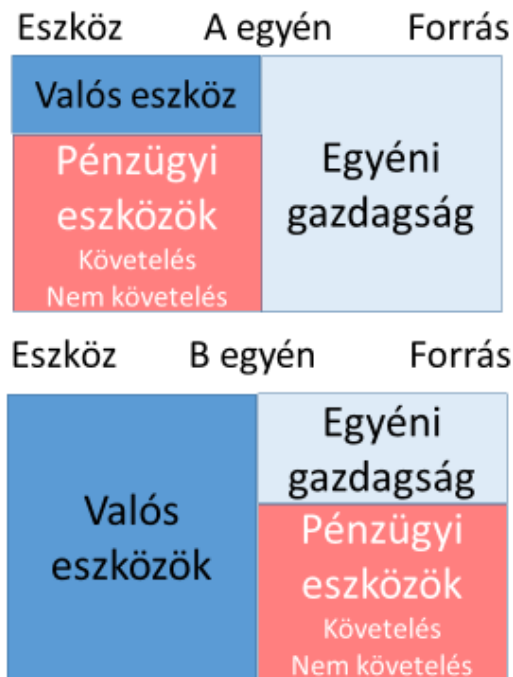 Eszköz A egyén Forrás
Valós eszköz
Pénzügyi
eszközök
Követelés
Nem követelés
Egyéni
gazdagság
Eszköz B egyén Forrás
Valós
eszközök
Egyéni
gazdagság
Pénzügyi
eszközök
Követelés
Nem követelés